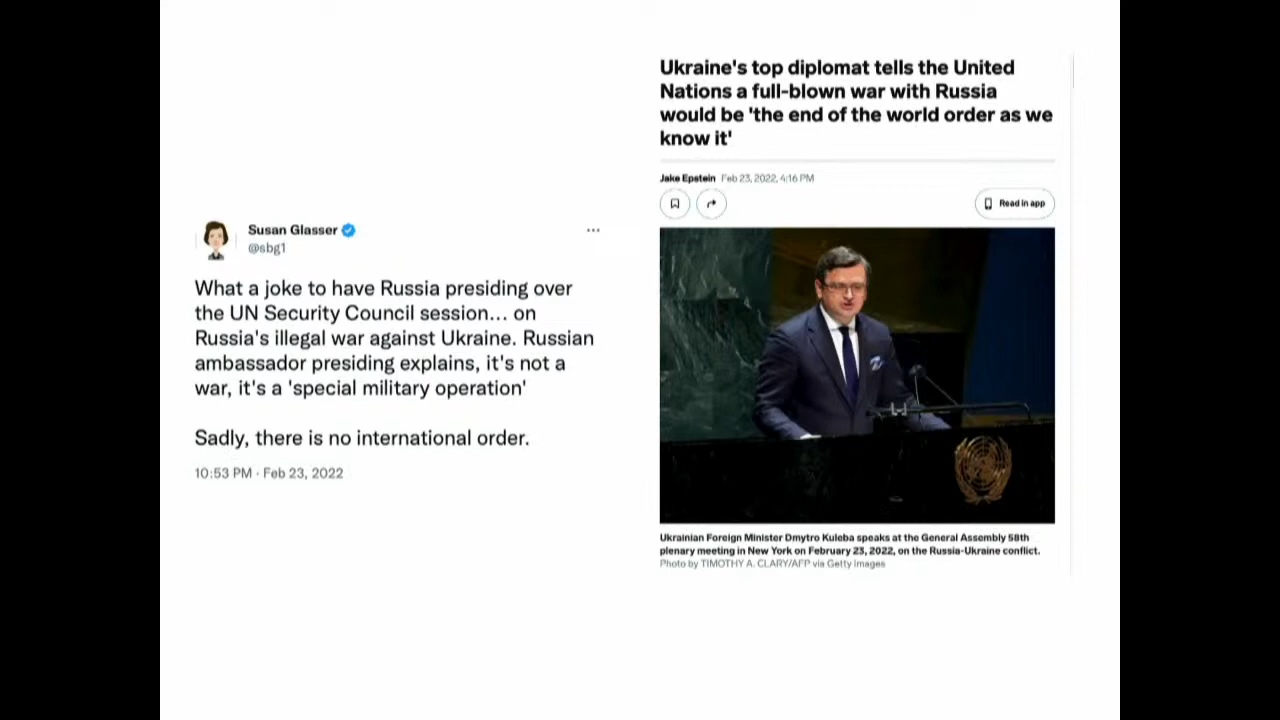 Susan Glasser
@sbg1
What a joke to have Russia presiding over
the UN Security Council session... on
Russia's illegal war against Ukraine. Russian
ambassador presiding explains, it's not a
war, it's a 'special military operation'
Sadly, there is no international order.
10:53 PM · Feb 23, 2022
Ukraine's top diplomat tells the United
Nations a full-blown war with Russia
would be 'the end of the world order as we
know it'
Jake Epstein Feb 23, 2022, 4:16 PM
Read in app
Ukrainian Foreign Minister Dmytro Kuleba speaks at the General Assembly 58th
plenary meeting in New York on February 23, 2022, on the Russia-Ukraine conflict.
Photo by TIMOTHY A. CLARY/AFP via Getty Images